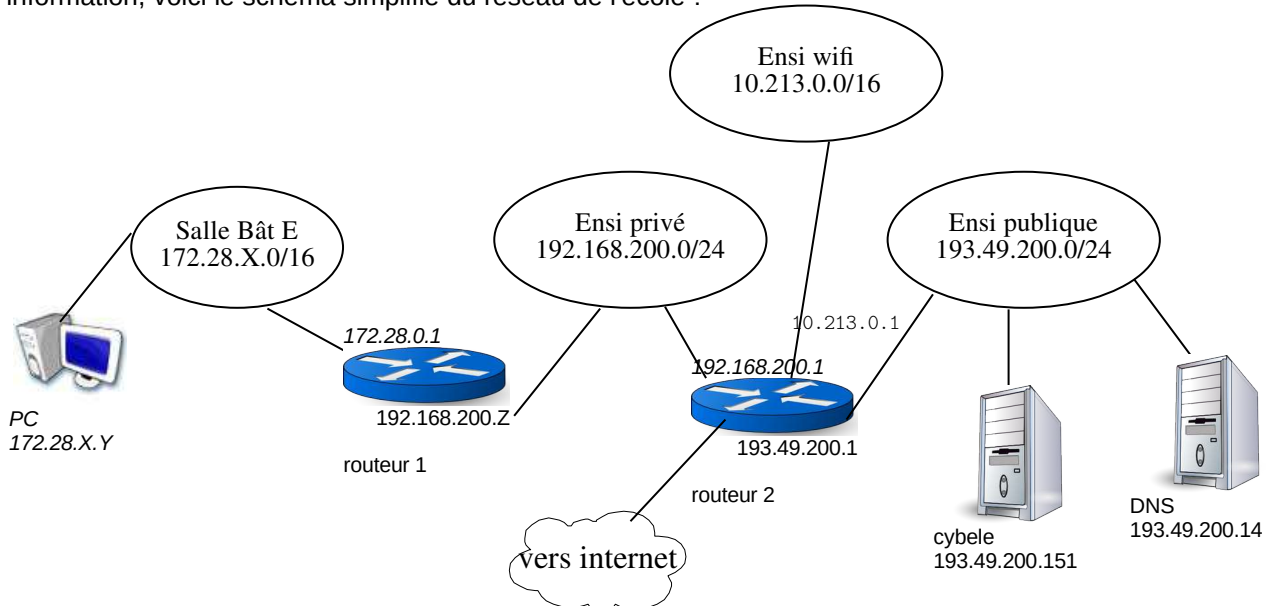 information, voici le schéma simplifié du réseau de l'école :
Ensi wifi
10.213.0.0/16
Salle Bât E
172.28.X.0/16
Ensi privé
192.168.200.0/24
Ensi publique
193.49.200.0/24
172.28.0.1
10.213.0.1
192.168.200.1
PC
172.28.X.Y
192.168.200.Z
193.49.200.1
routeur 1
routeur 2
DNS
193.49.200.14
cybele
193.49.200.151
vers internet